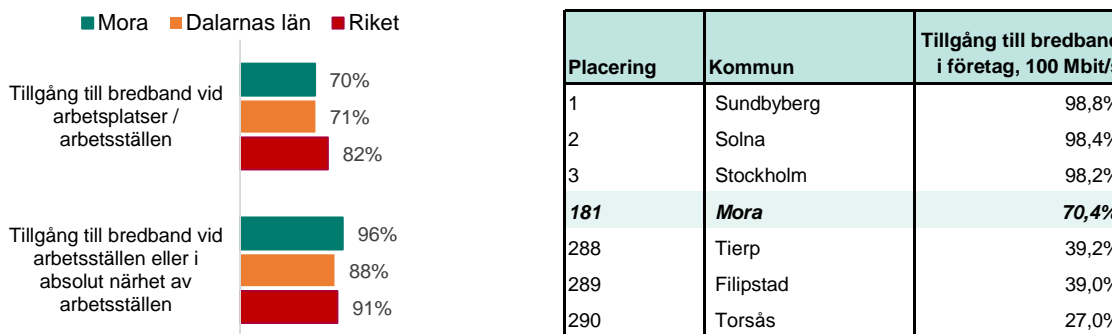 Mora Dalarnas län Riket
Tillgång till bredband vid
arbetsplatser /
arbetsställen
70%
71%
82%
Tillgång till bredband vid
arbetsställen eller i
absolut närhet av
arbetsställen
96%
88%
91%
Placering Kommun Tillgång till bredband
i företag, 100 Mbit/s
1 Sundbyberg 98,8%
2 Solna 98,4%
3 Stockholm 98,2%
181 Mora 70,4%
288 Tierp 39,2%
289 Filipstad 39,0%
290 Torsås 27,0%